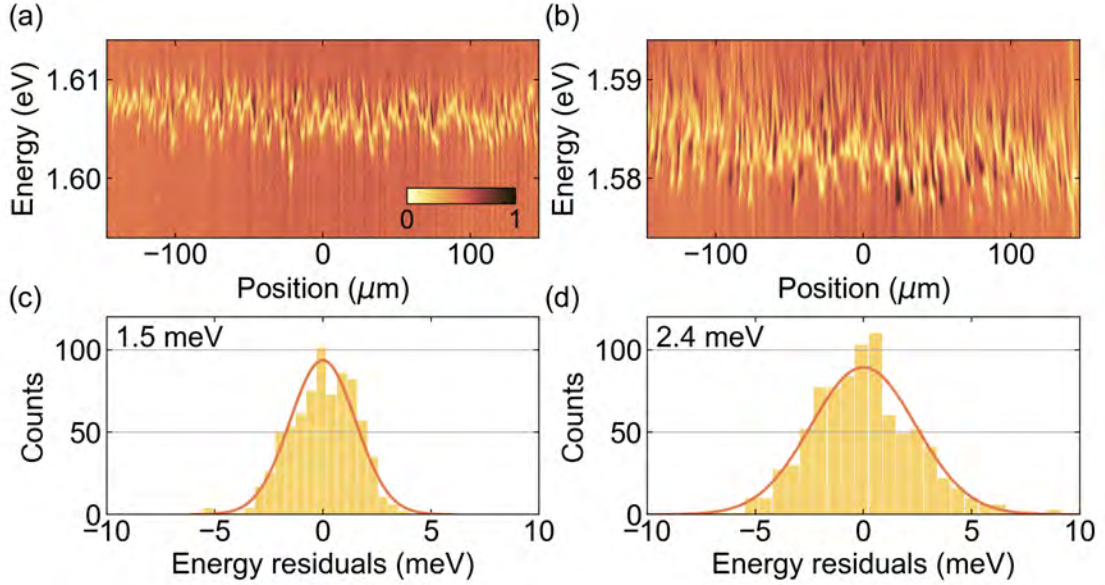 (a)
Energy (eV)
1.61
1.60
0
1
−100
0
100
Position (μm)
(b)
Energy (eV)
1.59
1.58
−100
0
100
Position (μm)
(c)
1.5 meV
Counts
100
50
0
−10
−5
0
5
10
Energy residuals (meV)
(d)
2.4 meV
Counts
100
50
0
−10
−5
0
5
10
Energy residuals (meV)